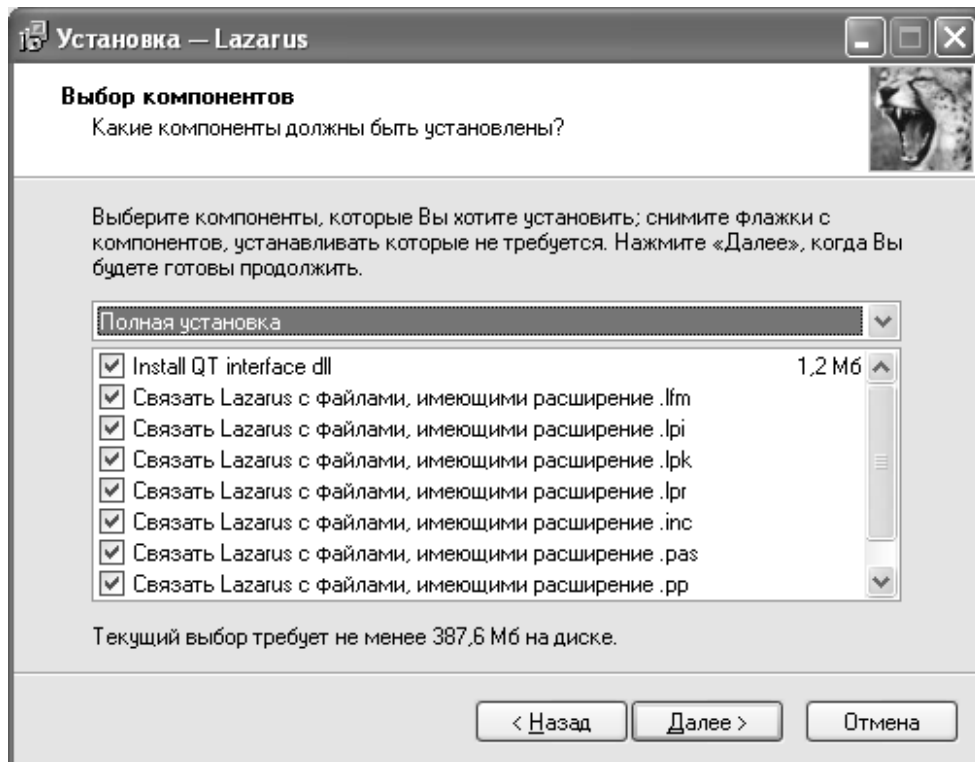 Установка — Lazarus
Выбор компонентов
Какие компоненты должны быть установлены?
Выберите компоненты, которые Вы хотите установить; снимите флажки с
компонентов, устанавливать которые не требуется. Нажмите «Далее», когда Вы
будете готовы продолжить.
Полная установка
Install QT interface dll 1,2 Мб
Связать Lazarus с файлами, имеющими расширение .lfm
Связать Lazarus с файлами, имеющими расширение .lpi
Связать Lazarus с файлами, имеющими расширение .lpk
Связать Lazarus с файлами, имеющими расширение .lpr
Связать Lazarus с файлами, имеющими расширение .inc
Связать Lazarus с файлами, имеющими расширение .pas
Связать Lazarus с файлами, имеющими расширение .pp
Текущий выбор требует не менее 387,6 Мб на диске.
< Назад Далее > Отмена